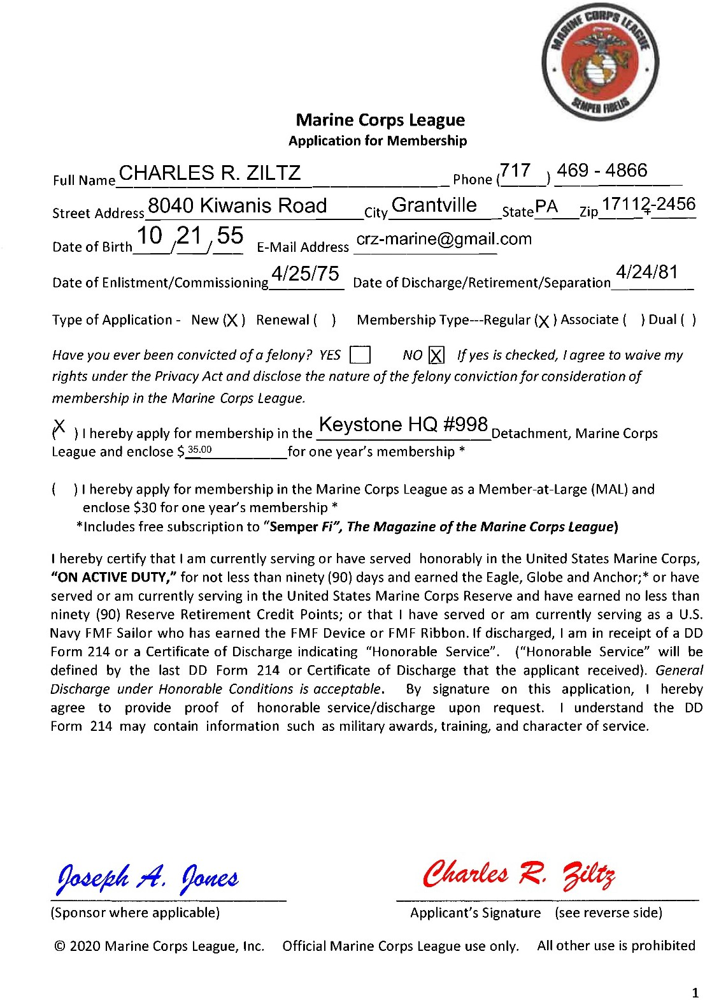 MARINE CORPS LEAGUE
SEMPER FIDELIS
Marine Corps League
Application for Membership
Full Name CHARLES R. ZILTZ Phone (717) 469 - 4866
Street Address 8040 Kiwanis Road City Grantville State PA Zip 17112-2456
Date of Birth 10 / 21 / 55 E-Mail Address crz-marine@gmail.com
Date of Enlistment/Commissioning 4/25/75 Date of Discharge/Retirement/Separation 4/24/81
Type of Application - New (X) Renewal ( ) Membership Type---Regular (X) Associate ( ) Dual ( )
Have you ever been convicted of a felony? YES ☐ NO ☒ If yes is checked, I agree to waive my
rights under the Privacy Act and disclose the nature of the felony conviction for consideration of
membership in the Marine Corps League.
(X) I hereby apply for membership in the Keystone HQ #998 Detachment, Marine Corps
League and enclose $ 35.00 for one year's membership *
( ) I hereby apply for membership in the Marine Corps League as a Member-at-Large (MAL) and
enclose $30 for one year's membership *
*Includes free subscription to "Semper Fi", The Magazine of the Marine Corps League)
I hereby certify that I am currently serving or have served honorably in the United States Marine Corps,
"ON ACTIVE DUTY," for not less than ninety (90) days and earned the Eagle, Globe and Anchor;* or have
served or am currently serving in the United States Marine Corps Reserve and have earned no less than
ninety (90) Reserve Retirement Credit Points; or that I have served or am currently serving as a U.S.
Navy FMF Sailor who has earned the FMF Device or FMF Ribbon. If discharged, I am in receipt of a DD
Form 214 or a Certificate of Discharge indicating "Honorable Service". ("Honorable Service" will be
defined by the last DD Form 214 or Certificate of Discharge that the applicant received). General
Discharge under Honorable Conditions is acceptable. By signature on this application, I hereby
agree to provide proof of honorable service/discharge upon request. I understand the DD
Form 214 may contain information such as military awards, training, and character of service.
Joseph A. Jones Charles R. Ziltz
(Sponsor where applicable) Applicant's Signature (see reverse side)
© 2020 Marine Corps League, Inc. Official Marine Corps League use only. All other use is prohibited
1